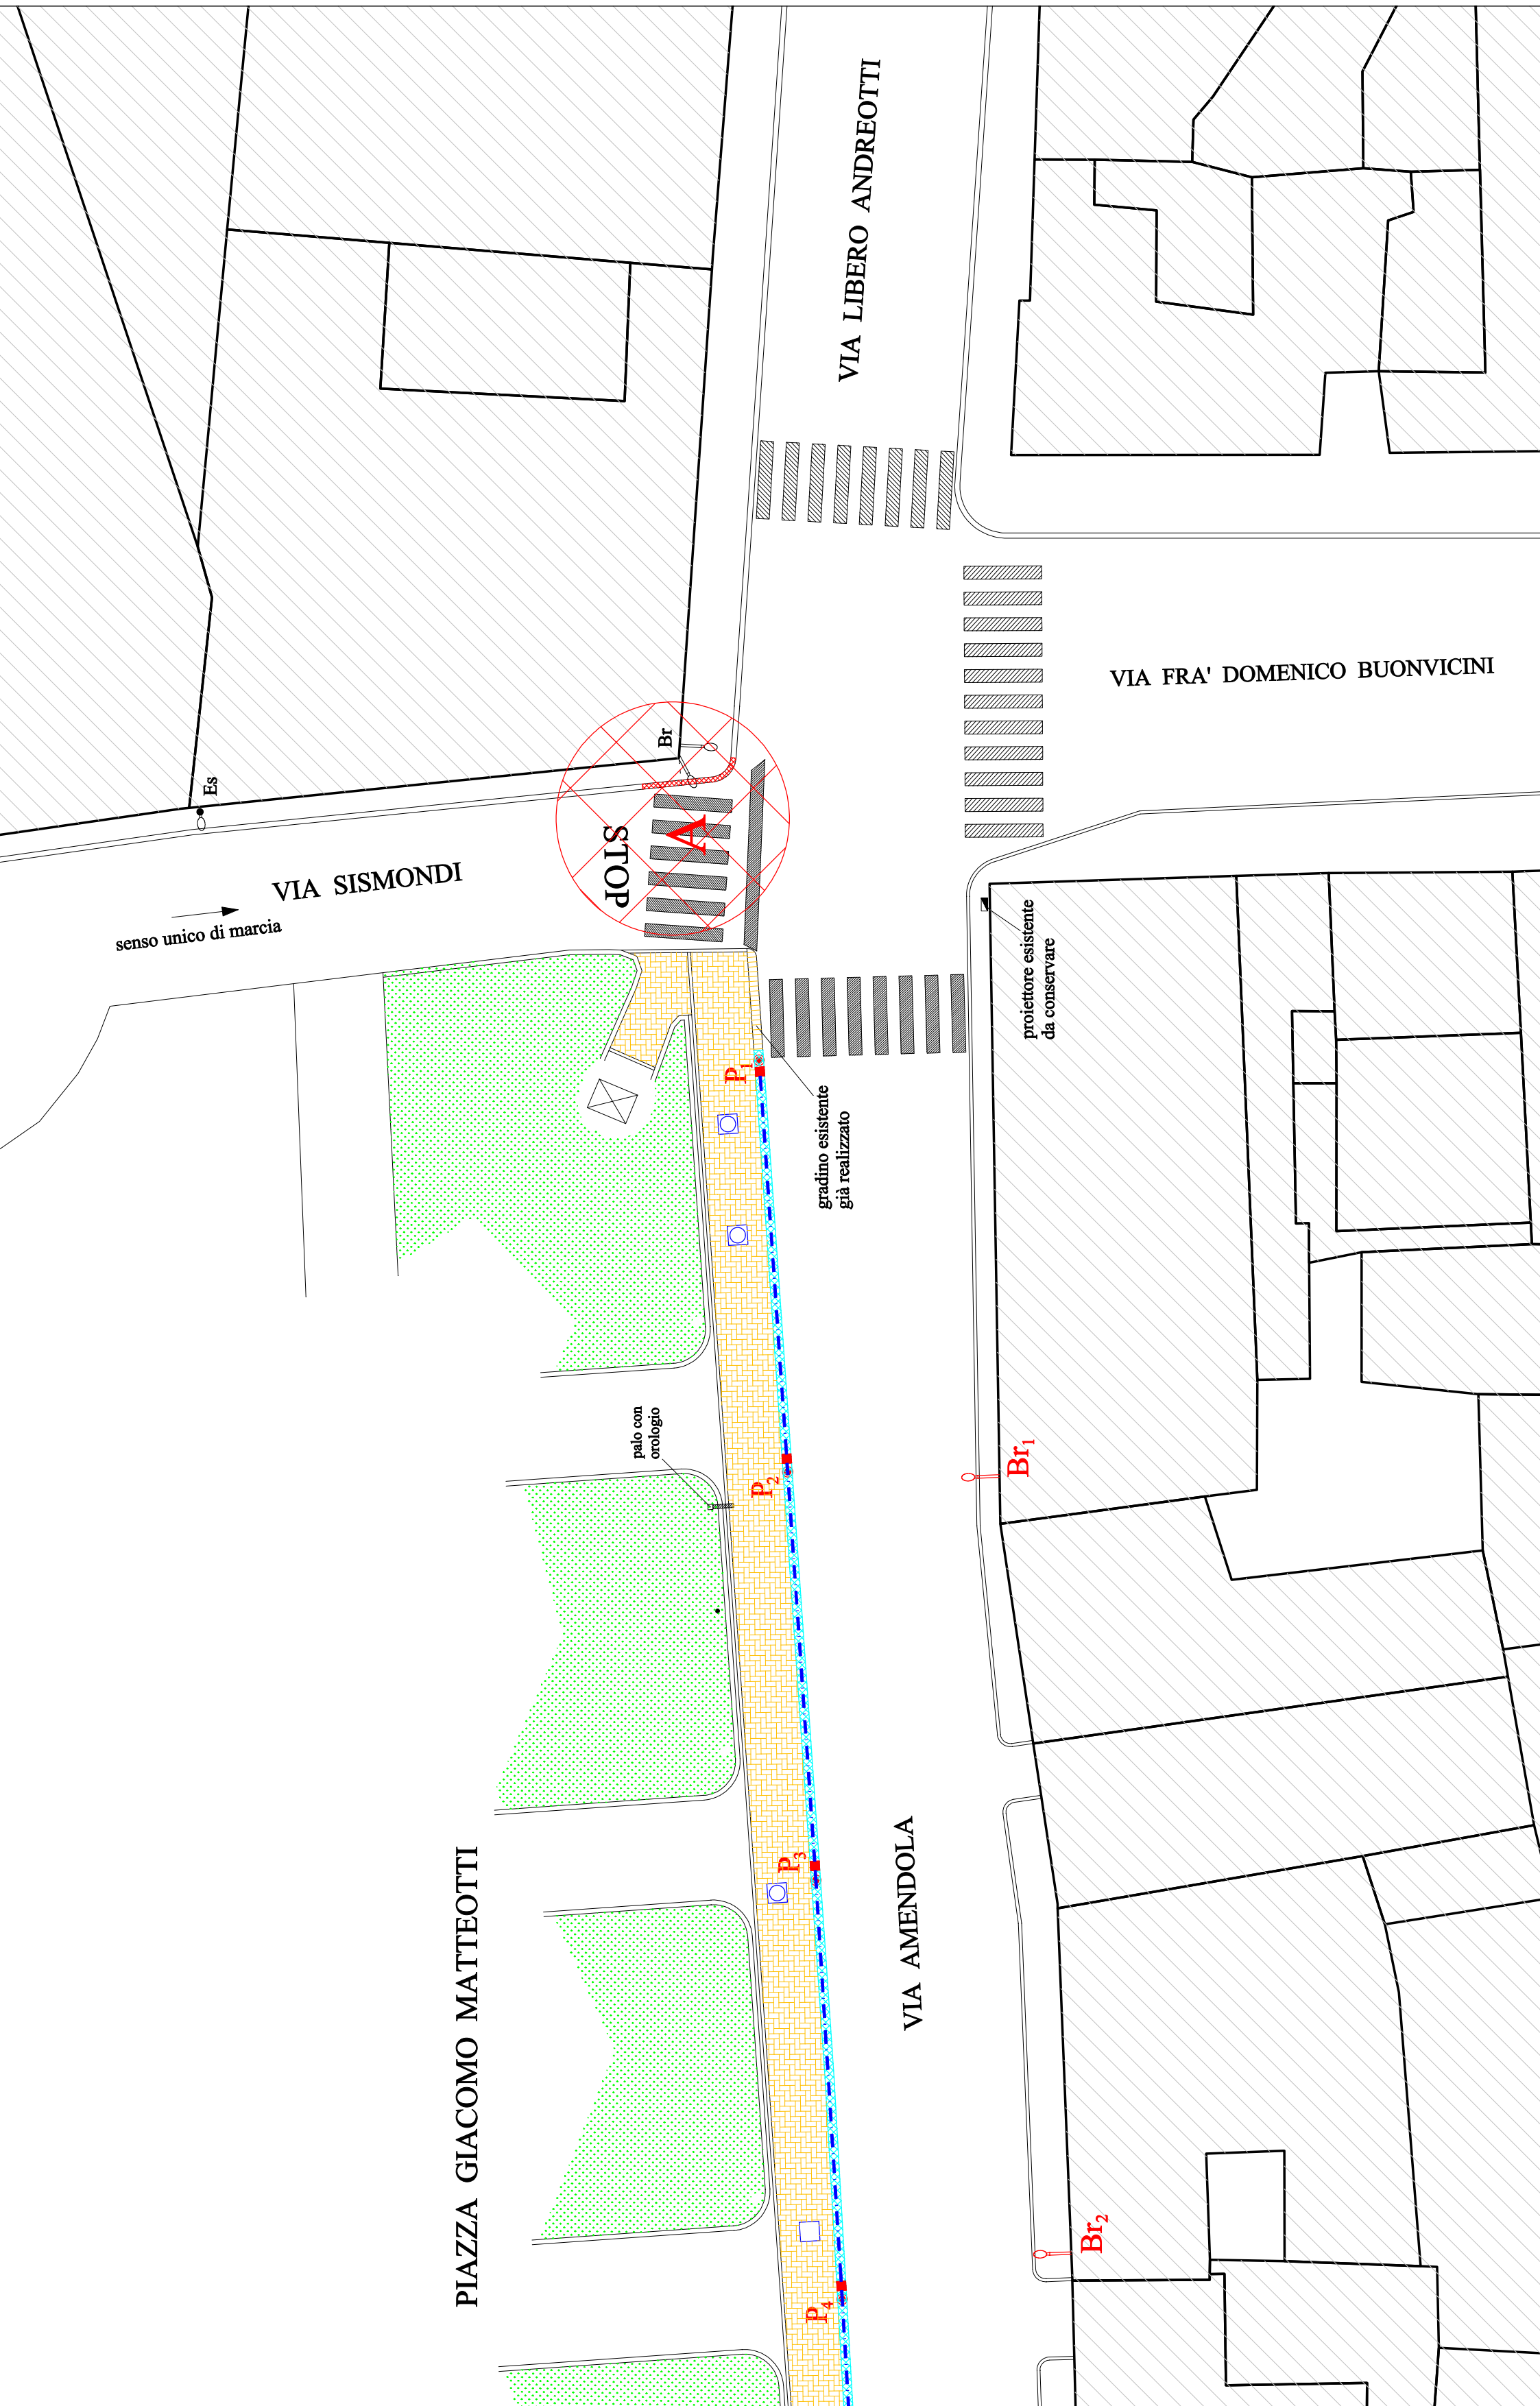 VIA LIBERO ANDREOTTI
VIA FRA' DOMENICO BUONVICINI
Br
Es
A
STOP
VIA SISMONDI
senso unico di marcia
proiettore esistente
da conservare
P1
gradino esistente
già realizzato
palo con
orologio
P2
Br1
P3
VIA AMENDOLA
PIAZZA GIACOMO MATTEOTTI
Br2
P4